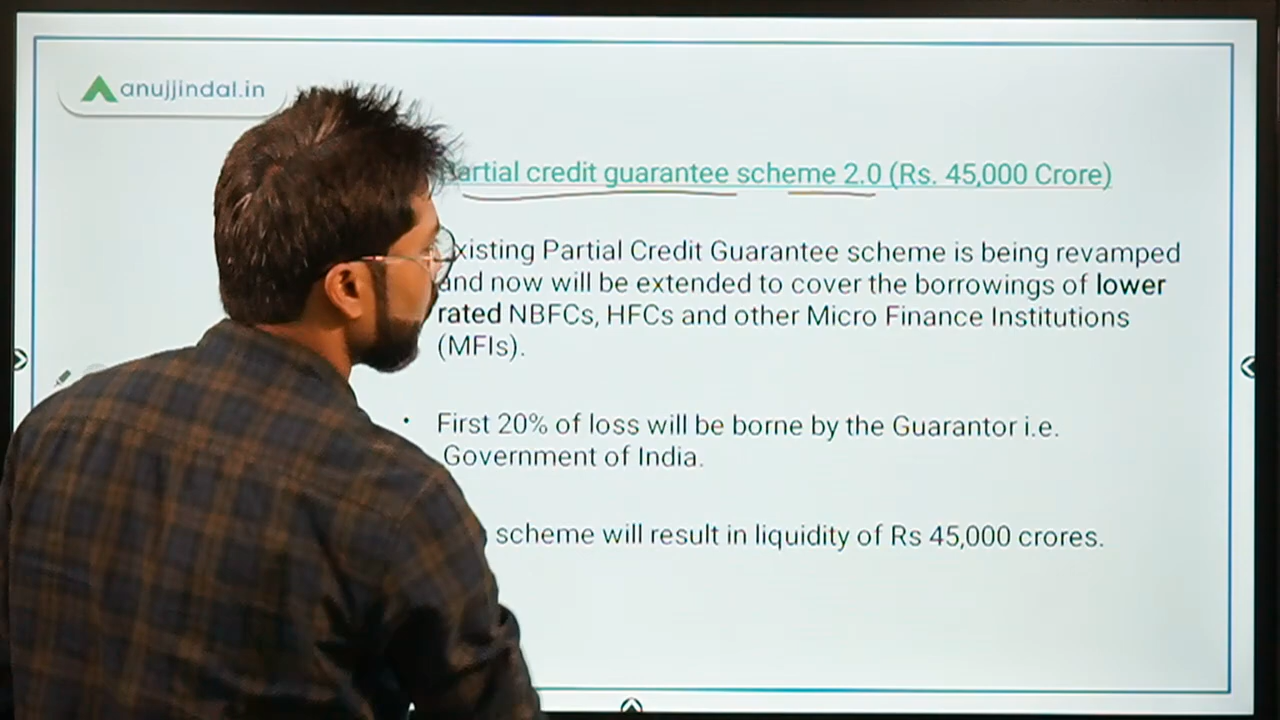 anujjindal.in
artial credit guarantee scheme 2.0 (Rs. 45,000 Crore)
xisting Partial Credit Guarantee scheme is being revamped
and now will be extended to cover the borrowings of lower
rated NBFCs, HFCs and other Micro Finance Institutions
(MFIs).
• First 20% of loss will be borne by the Guarantor i.e.
Government of India.
scheme will result in liquidity of Rs 45,000 crores.